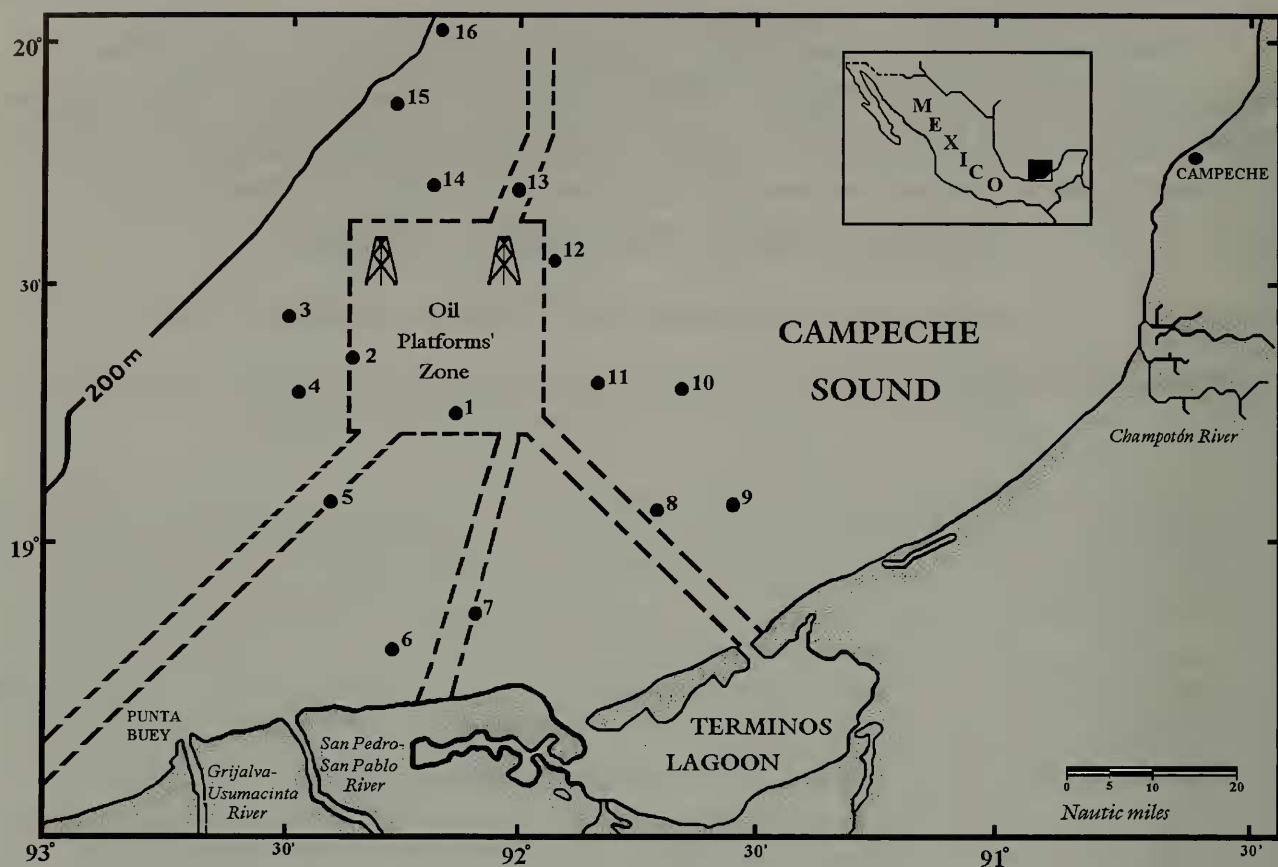 20°
16
15
14
13
12
MEXICO
CAMPECHE
30'
3
2
4
Oil
Platforms'
Zone
1
11
10
CAMPECHE
SOUND
200m
Champotón River
5
8
9
19°
7
6
PUNTA
BUEY
Grijalva-
Usumacinta
River
San Pedro-
San Pablo
River
TERMINOS
LAGOON
0 5 10 20
Nautic miles
93° 30' 92° 30' 91° 30'